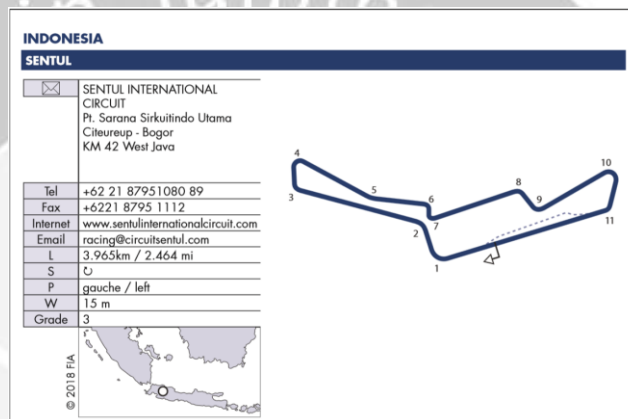 INDONESIA
SENTUL
SENTUL INTERNATIONAL
CIRCUIT
Pt. Sarana Sirkuitindo Utama
Citeureup - Bogor
KM 42 West Java
Tel +62 21 87951080 89
Fax +6221 8795 1112
Internet www.sentulinternationalcircuit.com
Email racing@circuitsentul.com
L 3.965km / 2.464 mi
S ↻
P gauche / left
W 15 m
Grade 3
© 2018 FIA
4
3
5
6
7
8
9
10
11
2
1